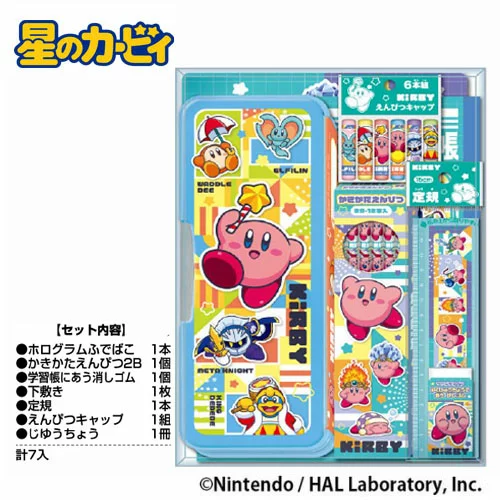 星のカービィ
6本組
KiRBY
えんぴつキャップ
KiRBY
15cm
定規
WADDLE DEE
ELFILIN
かきかたえんぴつ
KiRBY
META KNIGHT
KING DEDEDE
KiRBY
【セット内容】
●ホログラムふでばこ 1本
●かきかたえんぴつ2B 1個
●学習帳にあう消しゴム 1個
●下敷き 1枚
●定規 1本
●えんぴつキャップ 1組
●じゆうちょう 1冊
計7入
©Nintendo / HAL Laboratory, Inc.